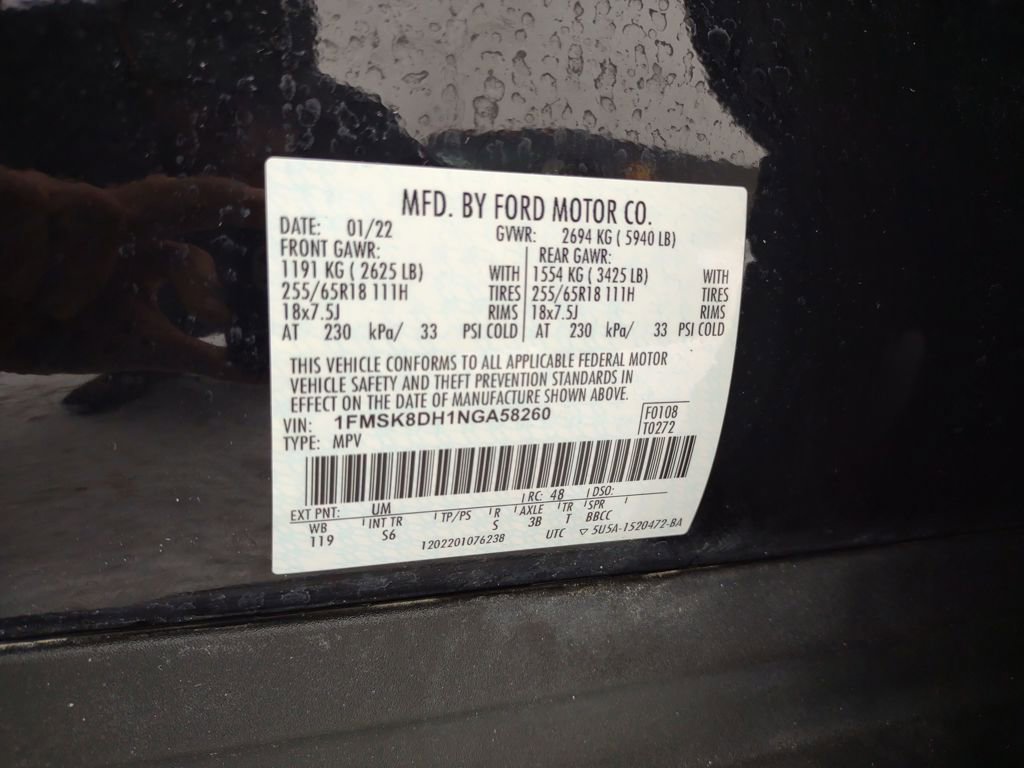 MFD. BY FORD MOTOR CO.
DATE: 01/22 GVWR: 2694 KG ( 5940 LB)
FRONT GAWR: REAR GAWR:
1191 KG ( 2625 LB) WITH 1554 KG ( 3425 LB) WITH
255/65R18 111H TIRES 255/65R18 111H TIRES
18x7.5J RIMS 18x7.5J RIMS
AT 230 kPa/ 33 PSI COLD AT 230 kPa/ 33 PSI COLD
THIS VEHICLE CONFORMS TO ALL APPLICABLE FEDERAL MOTOR
VEHICLE SAFETY AND THEFT PREVENTION STANDARDS IN
EFFECT ON THE DATE OF MANUFACTURE SHOWN ABOVE.
VIN: 1FMSK8DH1NGA58260 F0108
TYPE: MPV T0272
EXT PNT: UM RC: 48 DSO:
WB INT TR TP/PS R AXLE TR SPR
119 S6 S 3B T BBCC
1202201076238 UTC ▽ 5U5A-1520472-BA